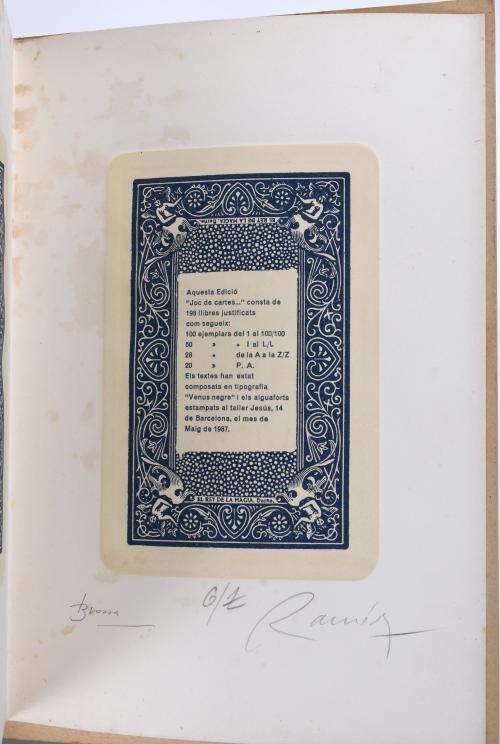 EL REY DE LA MAGIA. Barna.
Aquesta Edició
"Joc de cartes..." consta de
198 llibres justificats
com segueix:
100 exemplars del 1 al 100/100
50 » » I al L/L
28 » de la A a la Z/Z
20 » P. A.
Els textes han estat
composats en tipografia
"Venus negre" i els aiguaforts
estampats al taller Jesús, 14
de Barcelona, el mes de
Maig de 1987.
EL REY DE LA MAGIA. Barna.
Brossa